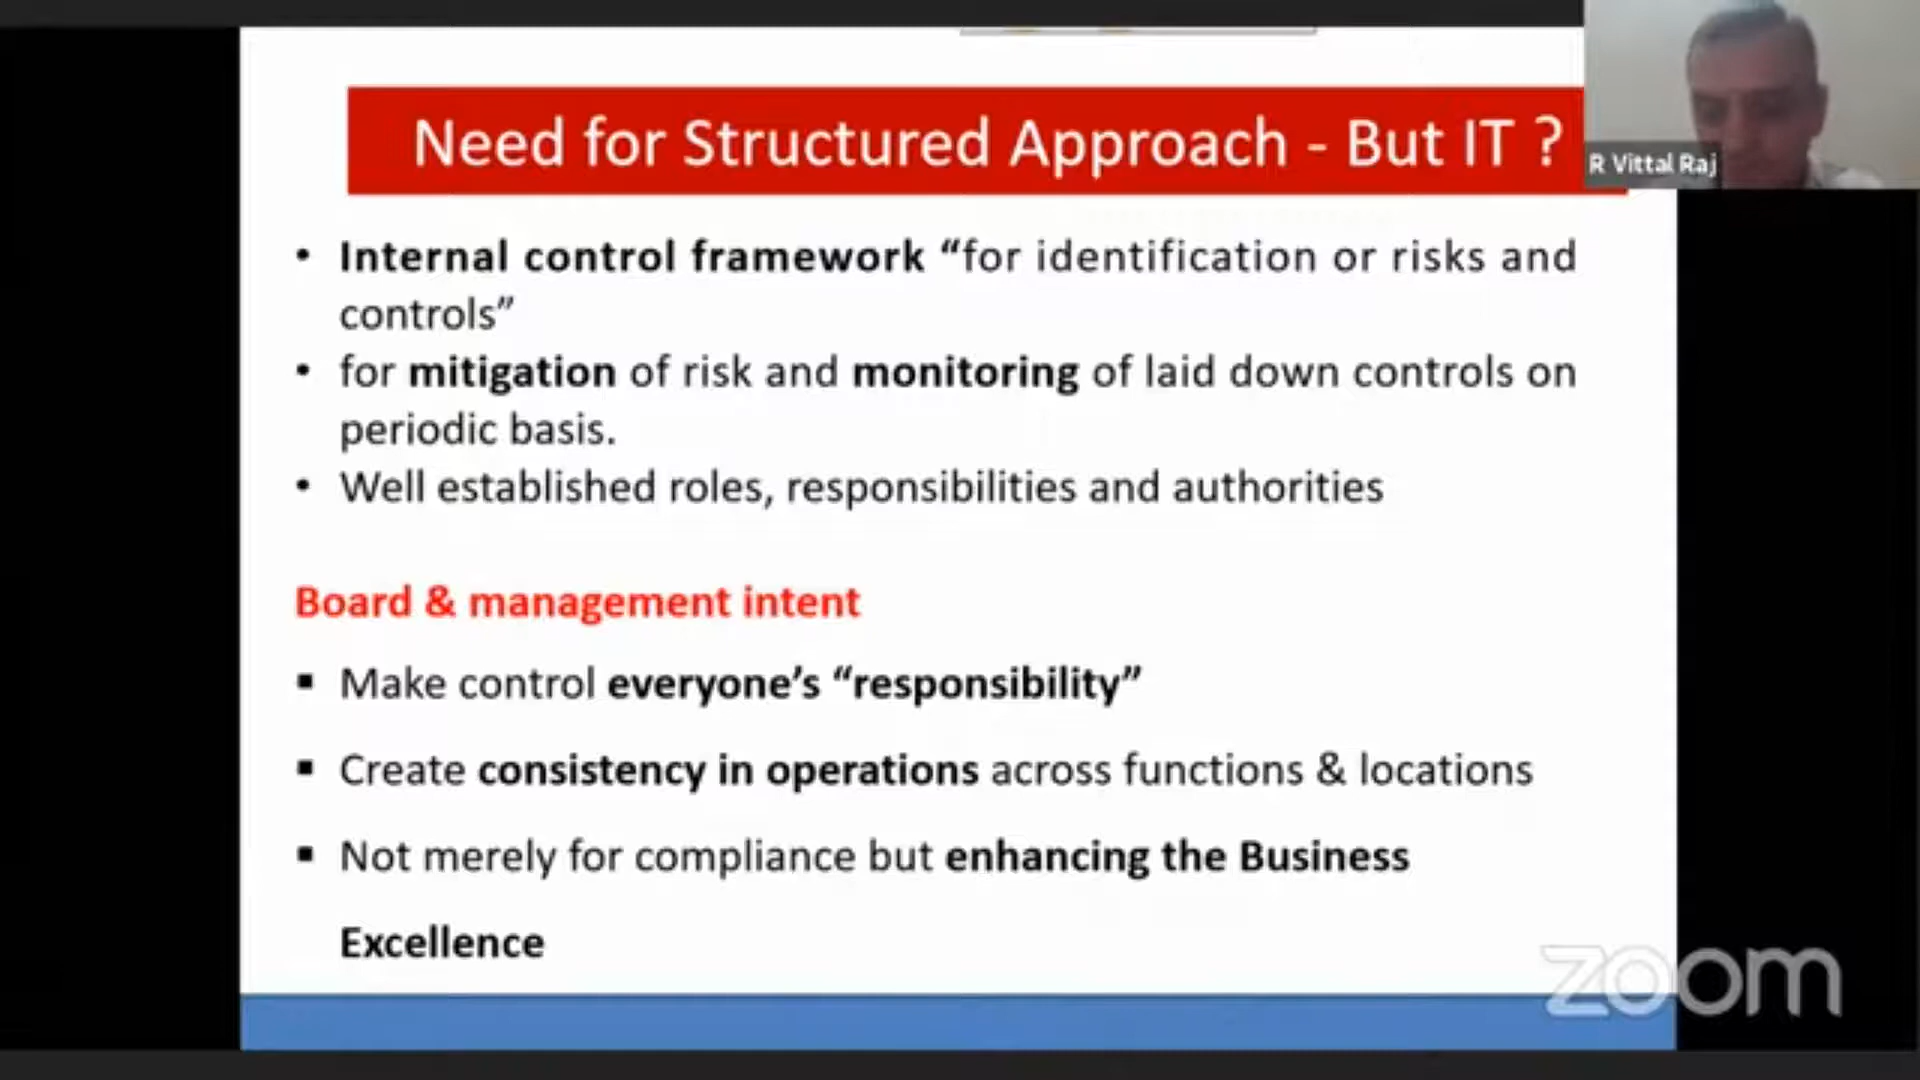 Need for Structured Approach - But IT ?
R Vittal Raj
• Internal control framework “for identification or risks and
controls”
• for mitigation of risk and monitoring of laid down controls on
periodic basis.
• Well established roles, responsibilities and authorities
Board & management intent
▪ Make control everyone’s “responsibility”
▪ Create consistency in operations across functions & locations
▪ Not merely for compliance but enhancing the Business
Excellence
zoom